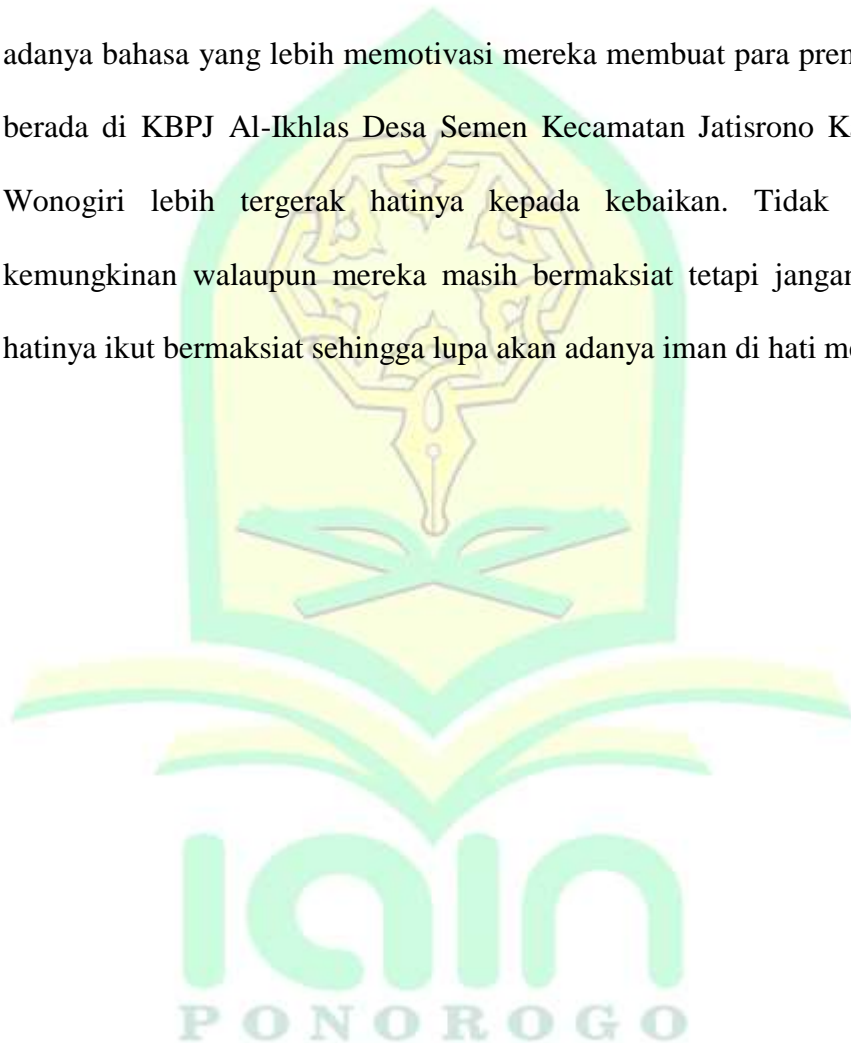 adanya bahasa yang lebih memotivasi mereka membuat para
berada di KBPJ Al-Ikhlas Desa Semen Kecamatan Jatisrono
Wonogiri lebih tergerak hatinya kepada kebaikan. Tidak
kemungkinan walaupun mereka masih bermaksiat tetapi jangan
hatinya ikut bermaksiat sehingga lupa akan adanya iman di hati
iain
PONOROGO